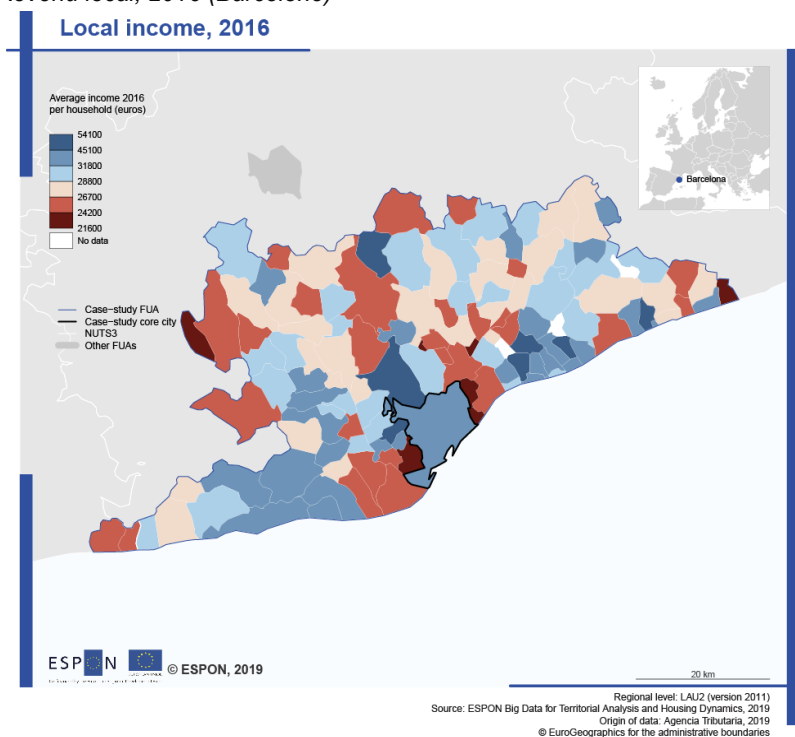 local, 2016 (Barcelone)
Local income, 2016
Average income 2016
per household (euros)
54100
45100
31800
28800
26700
24200
21600
No data
Barcelona
Case−study FUA
Case−study core city
NUTS3
Other FUAs
ESPON
© ESPON, 2019
20 km
Regional level: LAU2 (version 2011)
Source: ESPON Big Data for Territorial Analysis and Housing Dynamics, 2019
Origin of data: Agencia Tributaria, 2019
© EuroGeographics for the administrative boundaries